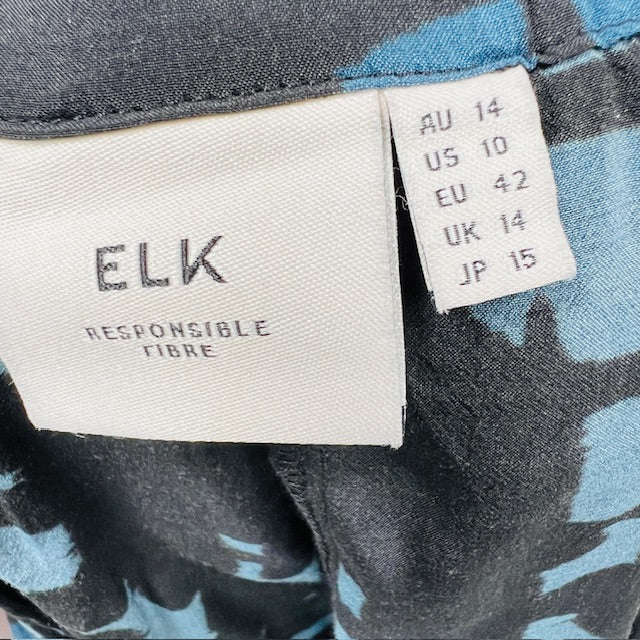 ELK
RESPONSIBLE
FIBRE
AU 14
US 10
EU 42
UK 14
JP 15